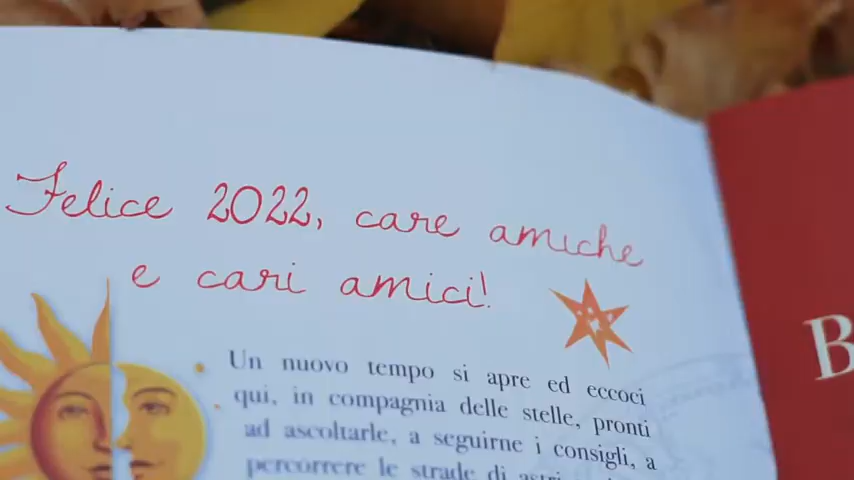 Felice 2022, care amiche
e cari amici!
Un nuovo tempo si apre ed eccoci
qui, in compagnia delle stelle, pronti
ad ascoltarle, a seguirne i consigli, a
percorrere le strade di
B